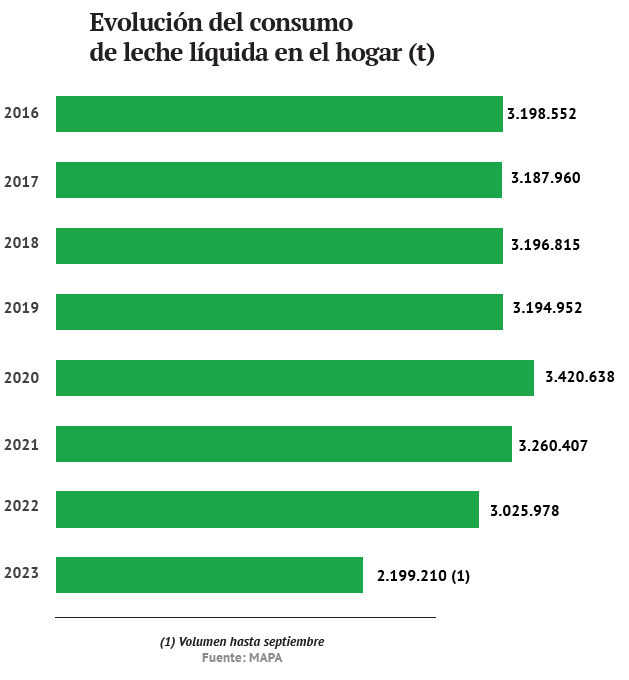 Evolución del consumo
de leche líquida en el hogar (t)
2016 3.198.552
2017 3.187.960
2018 3.196.815
2019 3.194.952
2020 3.420.638
2021 3.260.407
2022 3.025.978
2023 2.199.210 (1)
(1) Volumen hasta septiembre
Fuente: MAPA